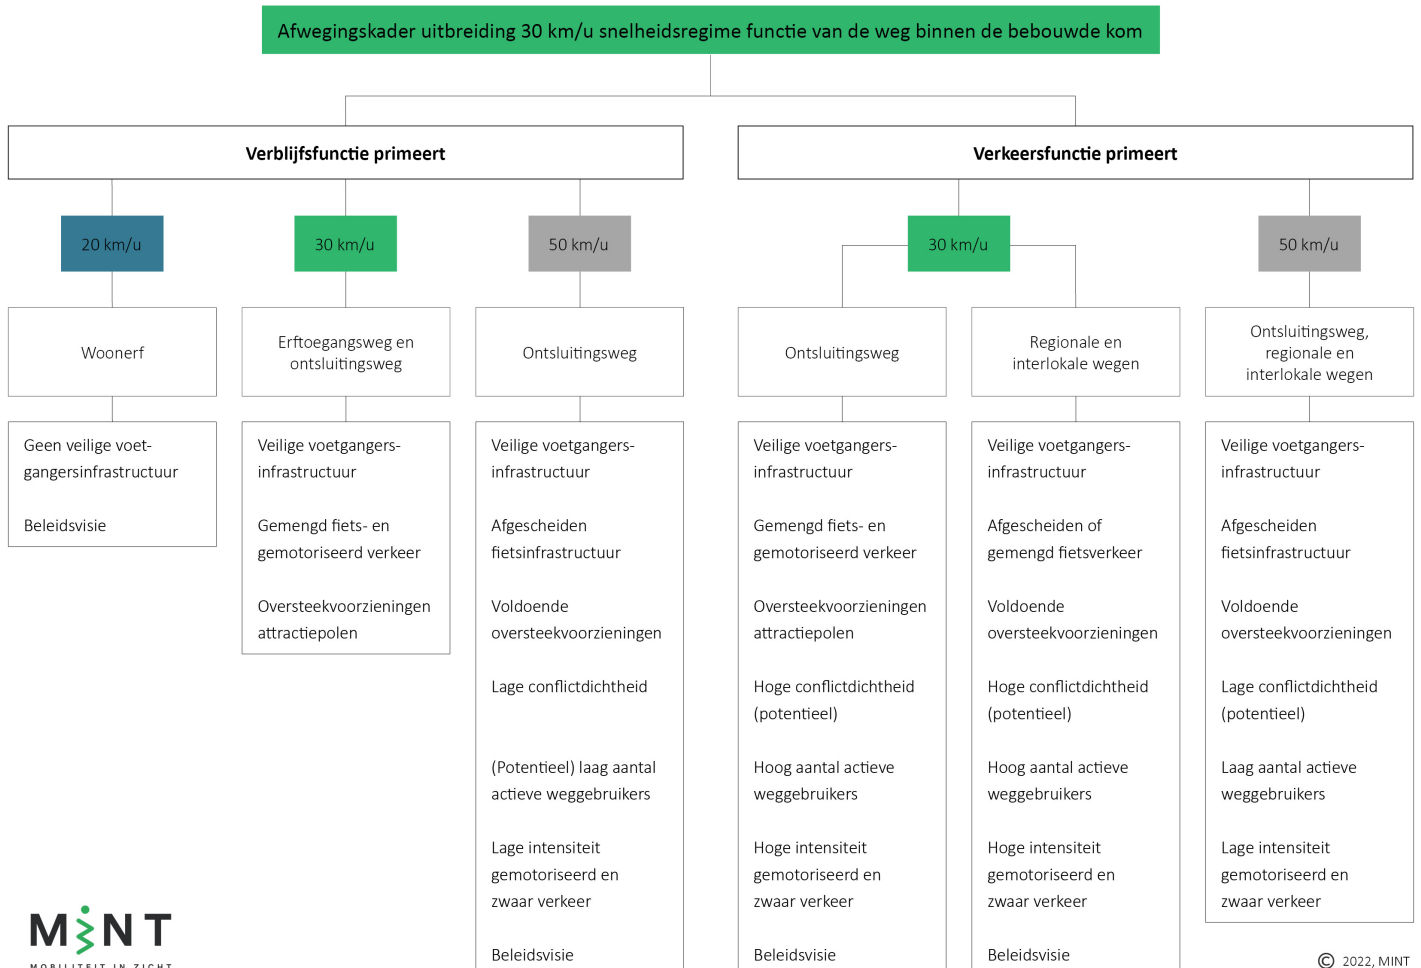 Afwegingskader uitbreiding 30 km/u snelheidsregime functie van de weg binnen de bebouwde kom
Verblijfsfunctie primeert
20 km/u
Woonerf
Geen veilige voet-
gangersinfrastructuur
Beleidsvisie
30 km/u
Erftoegangsweg en
ontsluitingsweg
Veilige voetgangers-
infrastructuur
Gemengd fiets- en
gemotoriseerd verkeer
Oversteekvoorzieningen
attractiepolen
50 km/u
Ontsluitingsweg
Veilige voetgangers-
infrastructuur
Afgescheiden
fietsinfrastructuur
Voldoende
oversteekvoorzieningen
Lage conflictdichtheid
(Potentieel) laag aantal
actieve weggebruikers
Lage intensiteit
gemotoriseerd en
zwaar verkeer
Beleidsvisie
Verkeersfunctie primeert
30 km/u
Ontsluitingsweg
Veilige voetgangers-
infrastructuur
Gemengd fiets- en
gemotoriseerd verkeer
Oversteekvoorzieningen
attractiepolen
Hoge conflictdichtheid
(potentieel)
Hoog aantal actieve
weggebruikers
Hoge intensiteit
gemotoriseerd en
zwaar verkeer
Beleidsvisie
Regionale en
interlokale wegen
Veilige voetgangers-
infrastructuur
Afgescheiden of
gemengd fietsverkeer
Voldoende
oversteekvoorzieningen
Hoge conflictdichtheid
(potentieel)
Hoog aantal actieve
weggebruikers
Hoge intensiteit
gemotoriseerd en
zwaar verkeer
Beleidsvisie
50 km/u
Ontsluitingsweg,
regionale en
interlokale wegen
Veilige voetgangers-
infrastructuur
Afgescheiden
fietsinfrastructuur
Voldoende
oversteekvoorzieningen
Lage conflictdichtheid
(potentieel)
Laag aantal actieve
weggebruikers
Lage intensiteit
gemotoriseerd en
zwaar verkeer
MINT
MOBILITEIT IN ZICHT
© 2022, MINT